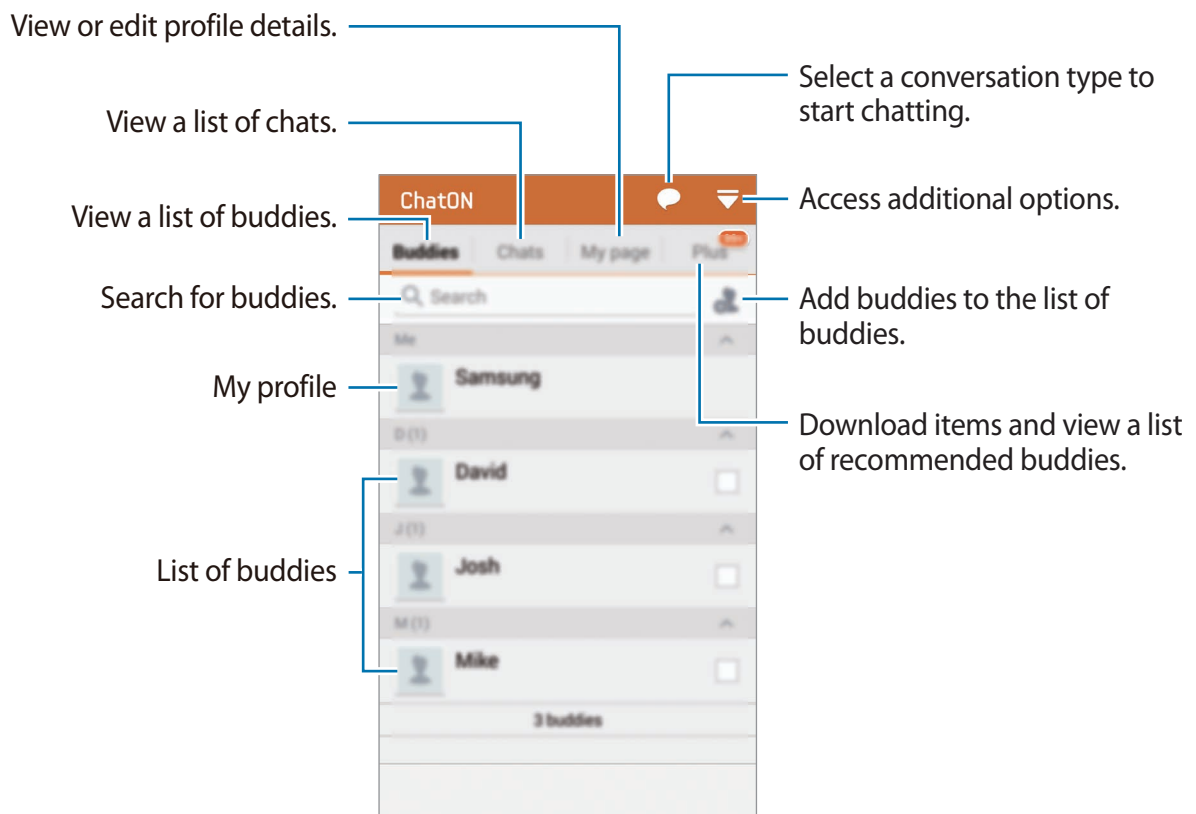 View or edit profile details.
Select a conversation type to
start chatting.
View a list of chats.
ChatON
Access additional options.
View a list of buddies.
Buddies Chats My page Plus
Search for buddies.
Search
Add buddies to the list of
buddies.
Me
My profile
Samsung
Download items and view a list
of recommended buddies.
D (1)
David
J (1)
List of buddies
Josh
M (1)
Mike
3 buddies